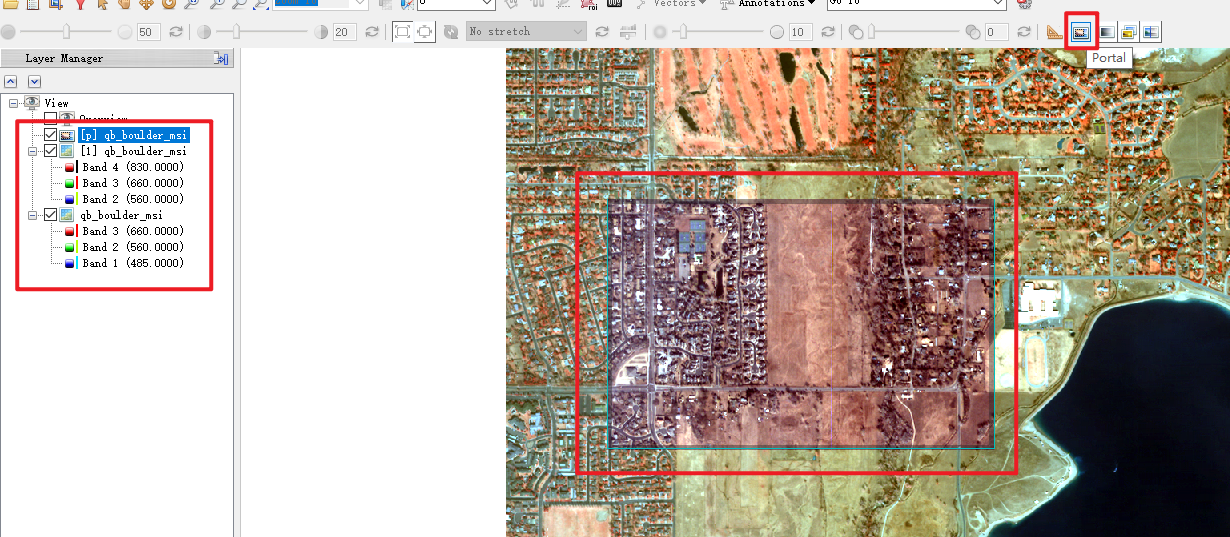 Vectors
Annotations
Go To
50
20
No stretch
10
0
Portal
Layer Manager
View
Overview
[p] qb_boulder_msi
[1] qb_boulder_msi
Band 4 (830.0000)
Band 3 (660.0000)
Band 2 (560.0000)
qb_boulder_msi
Band 3 (660.0000)
Band 2 (560.0000)
Band 1 (485.0000)